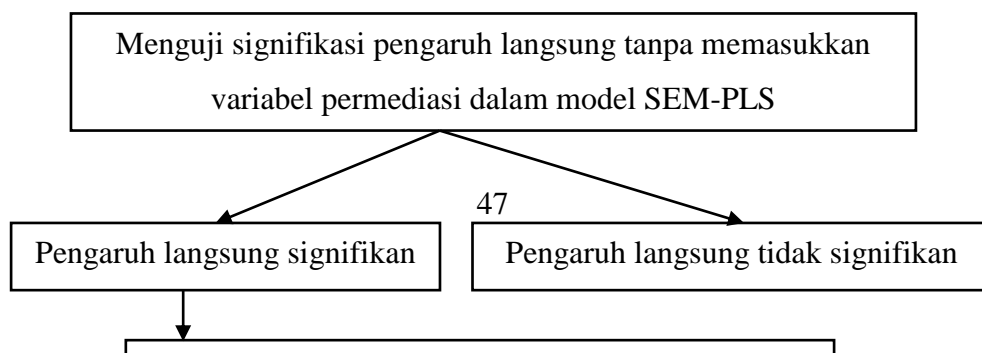 Menguji signifikasi pengaruh langsung tanpa memasukkan
variabel permediasi dalam model SEM-PLS
47
Pengaruh langsung signifikan
Pengaruh langsung tidak signifikan